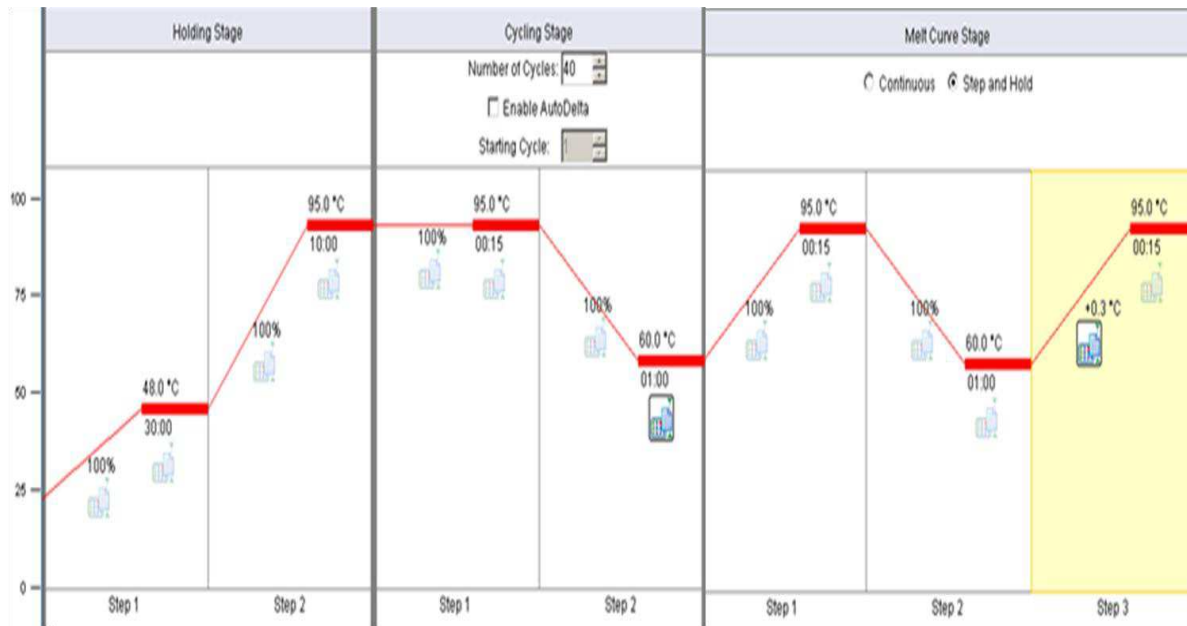 Holding Stage
Cycling Stage
Melt Curve Stage
Number of Cycles: 40
Enable AutoDelta
Starting Cycle: 1
Continuous Step and Hold
100
75
50
25
0
100%
48.0 °C
30:00
100%
95.0 °C
10:00
100%
95.0 °C
00:15
100%
60.0 °C
01:00
100%
95.0 °C
00:15
100%
60.0 °C
01:00
+0.3 °C
95.0 °C
00:15
Step 1
Step 2
Step 1
Step 2
Step 1
Step 2
Step 3